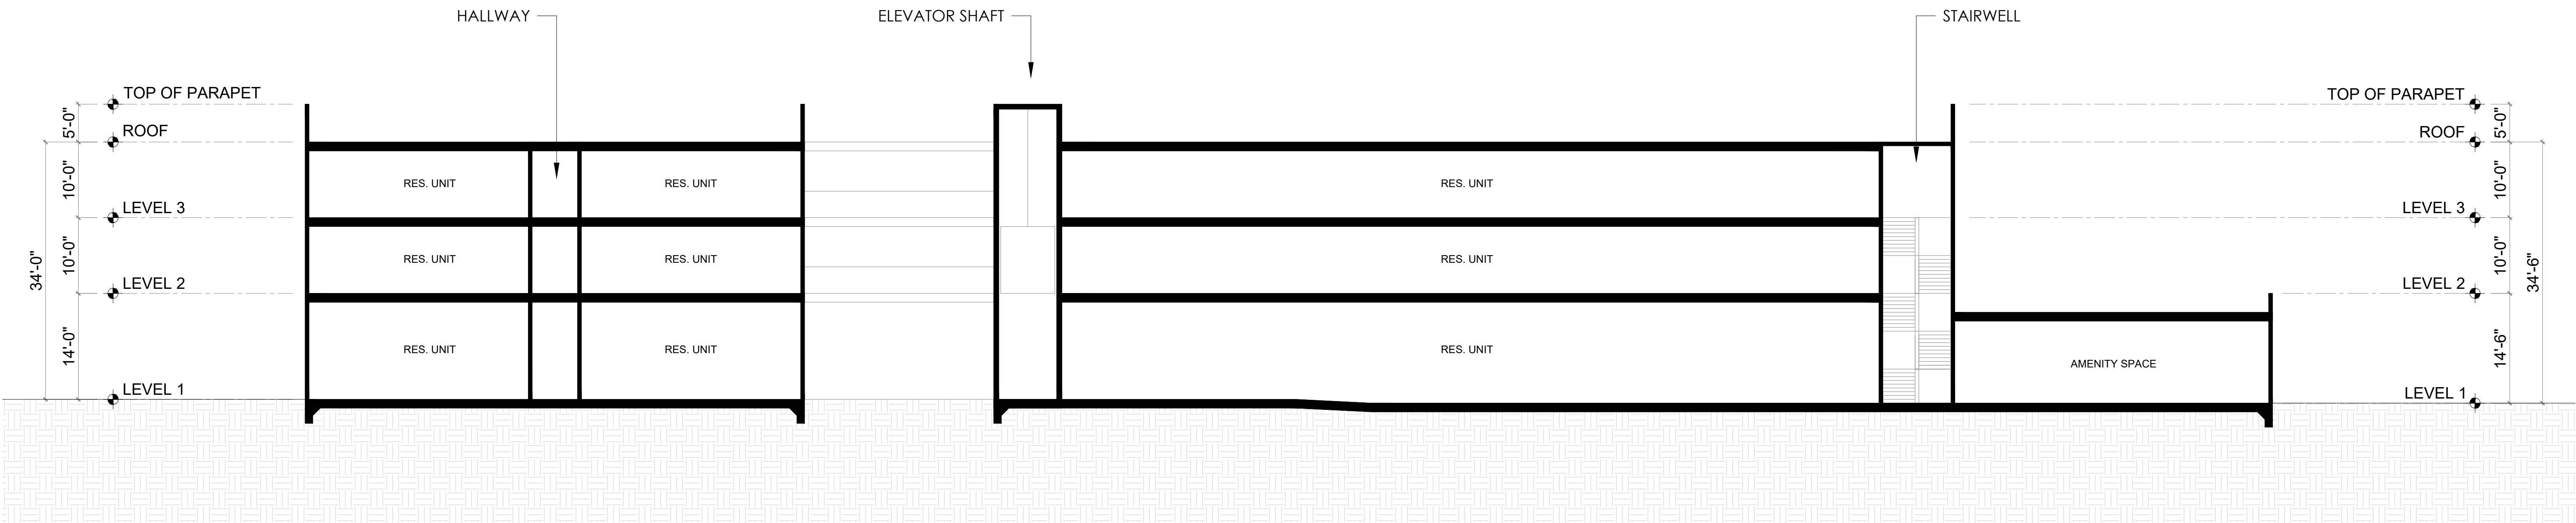 HALLWAY
ELEVATOR SHAFT
STAIRWELL
TOP OF PARAPET
5'-0"
ROOF
10'-0"
LEVEL 3
10'-0"
34'-0"
LEVEL 2
14'-0"
LEVEL 1
RES. UNIT
RES. UNIT
RES. UNIT
RES. UNIT
RES. UNIT
RES. UNIT
RES. UNIT
RES. UNIT
RES. UNIT
AMENITY SPACE
TOP OF PARAPET
5'-0"
ROOF
10'-0"
LEVEL 3
10'-0"
34'-6"
LEVEL 2
14'-6"
LEVEL 1